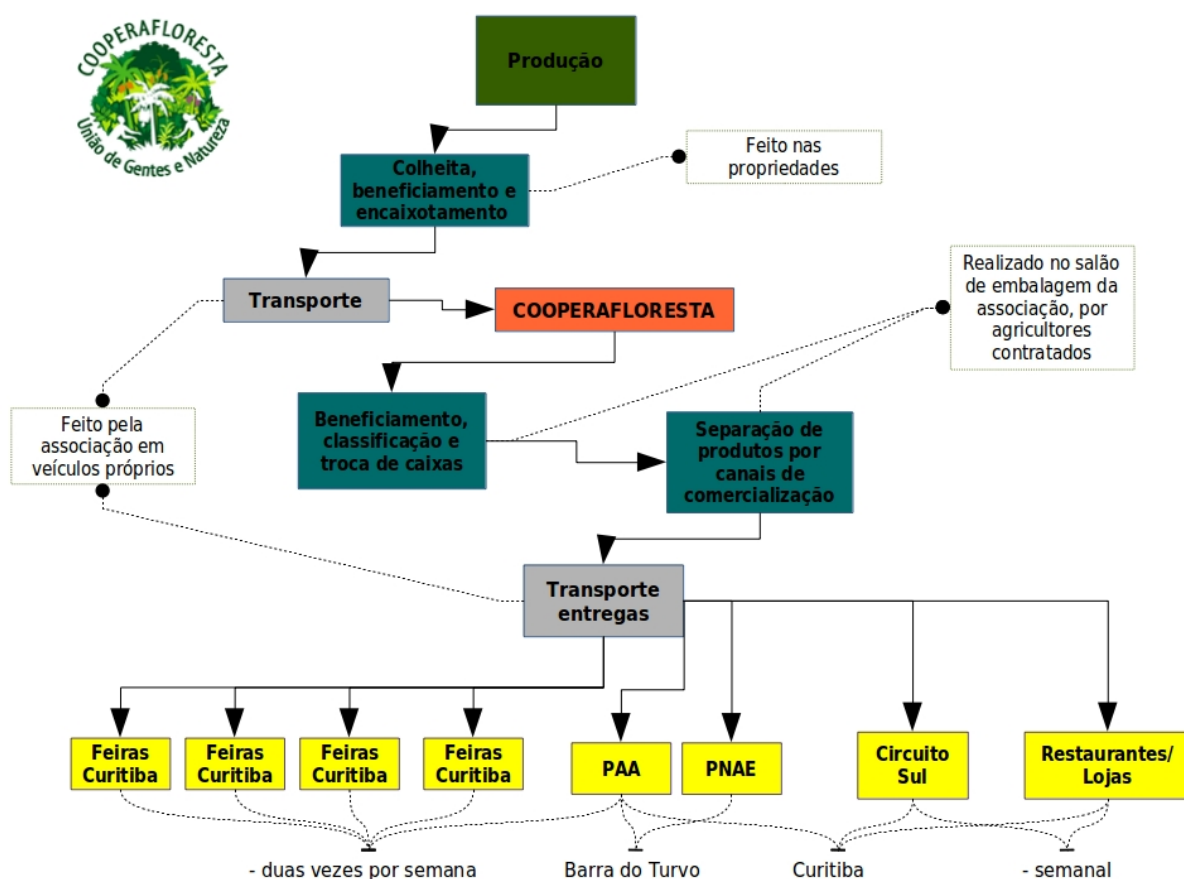 COOPERAFLORESTA
União de Gentes e Natureza
Produção
Feito nas
propriedades
Colheita,
beneficiamento e
encaixotamento
Realizado no salão
de embalagem da
associação, por
agricultores
contratados
Transporte
COOPERAFLORESTA
Feito pela
associação em
veículos próprios
Beneficiamento,
classificação e
troca de caixas
Separação de
produtos por
canais de
comercialização
Transporte
entregas
Feiras
Curitiba
Feiras
Curitiba
Feiras
Curitiba
Feiras
Curitiba
PAA
PNAE
Circuito
Sul
Restaurantes/
Lojas
- duas vezes por semana
Barra do Turvo
Curitiba
- semanal